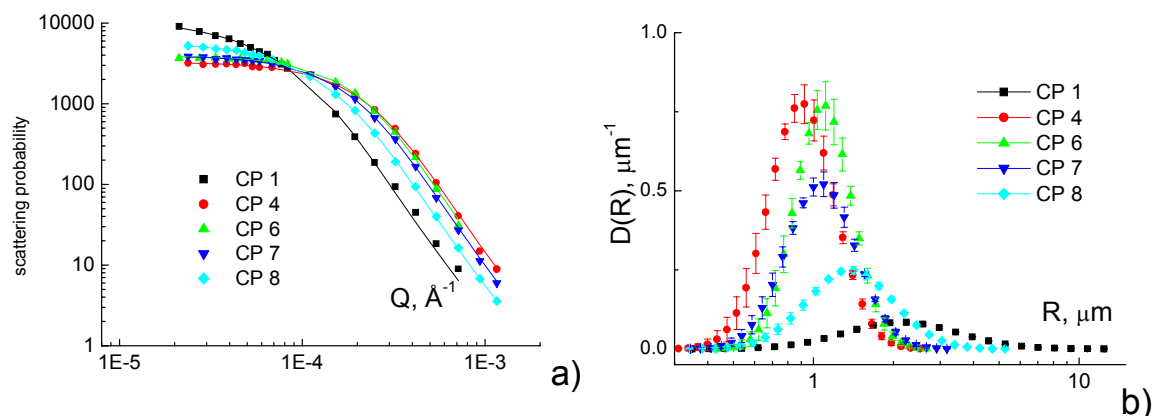 scattering probability
10000
1000
100
10
1
1E-5
1E-4
1E-3
Q, Å⁻¹
CP 1
CP 4
CP 6
CP 7
CP 8
a)
D(R), μm⁻¹
0.5
0.0
1
10
R, μm
CP 1
CP 4
CP 6
CP 7
CP 8
b)